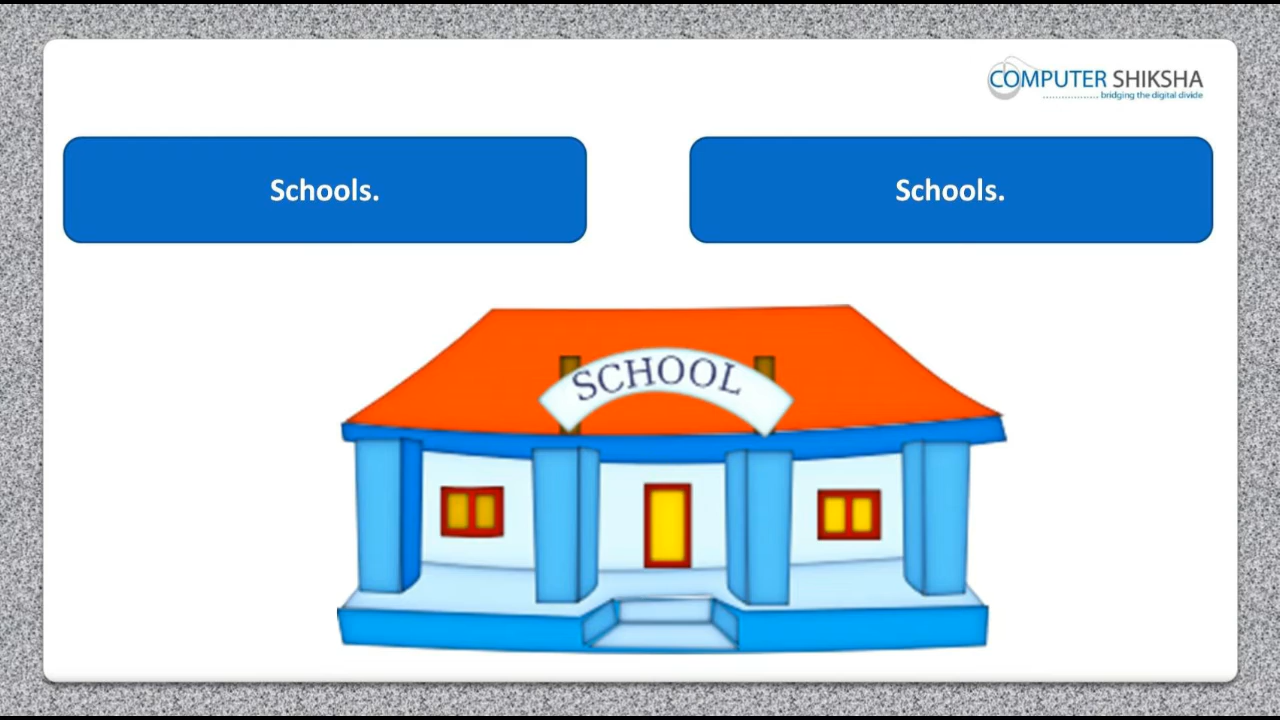 COMPUTER SHIKSHA
bridging the digital divide
Schools.
Schools.
SCHOOL